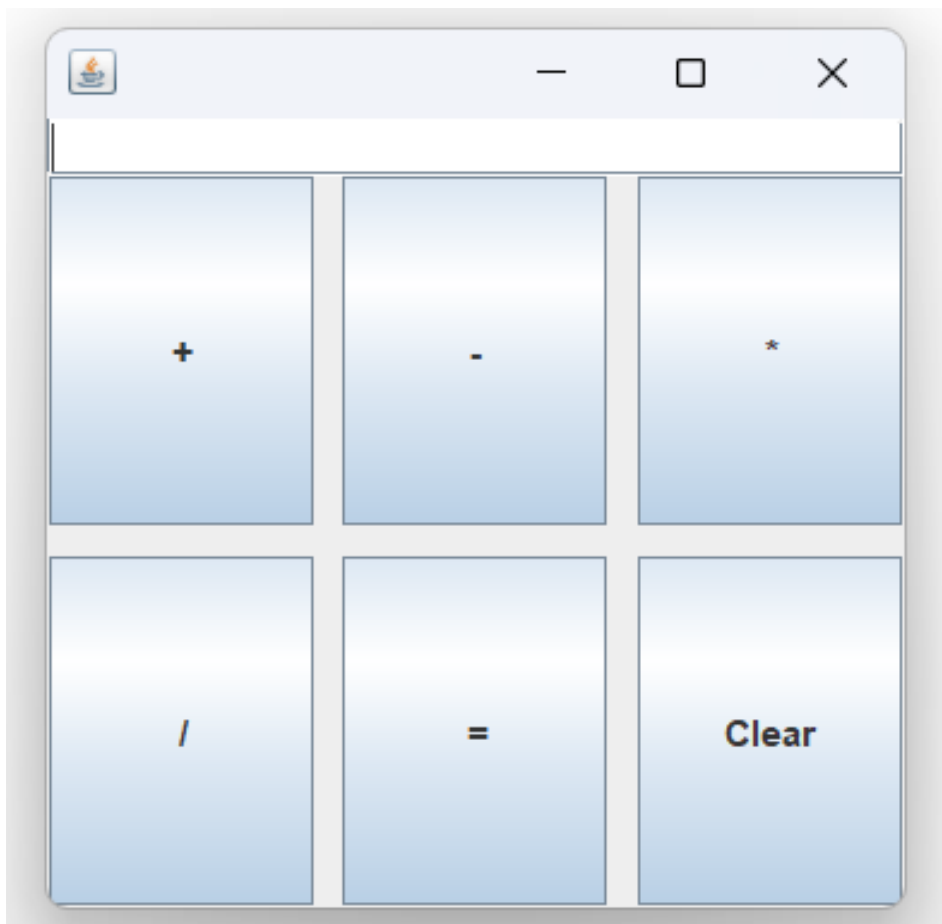 + - *
/ = Clear